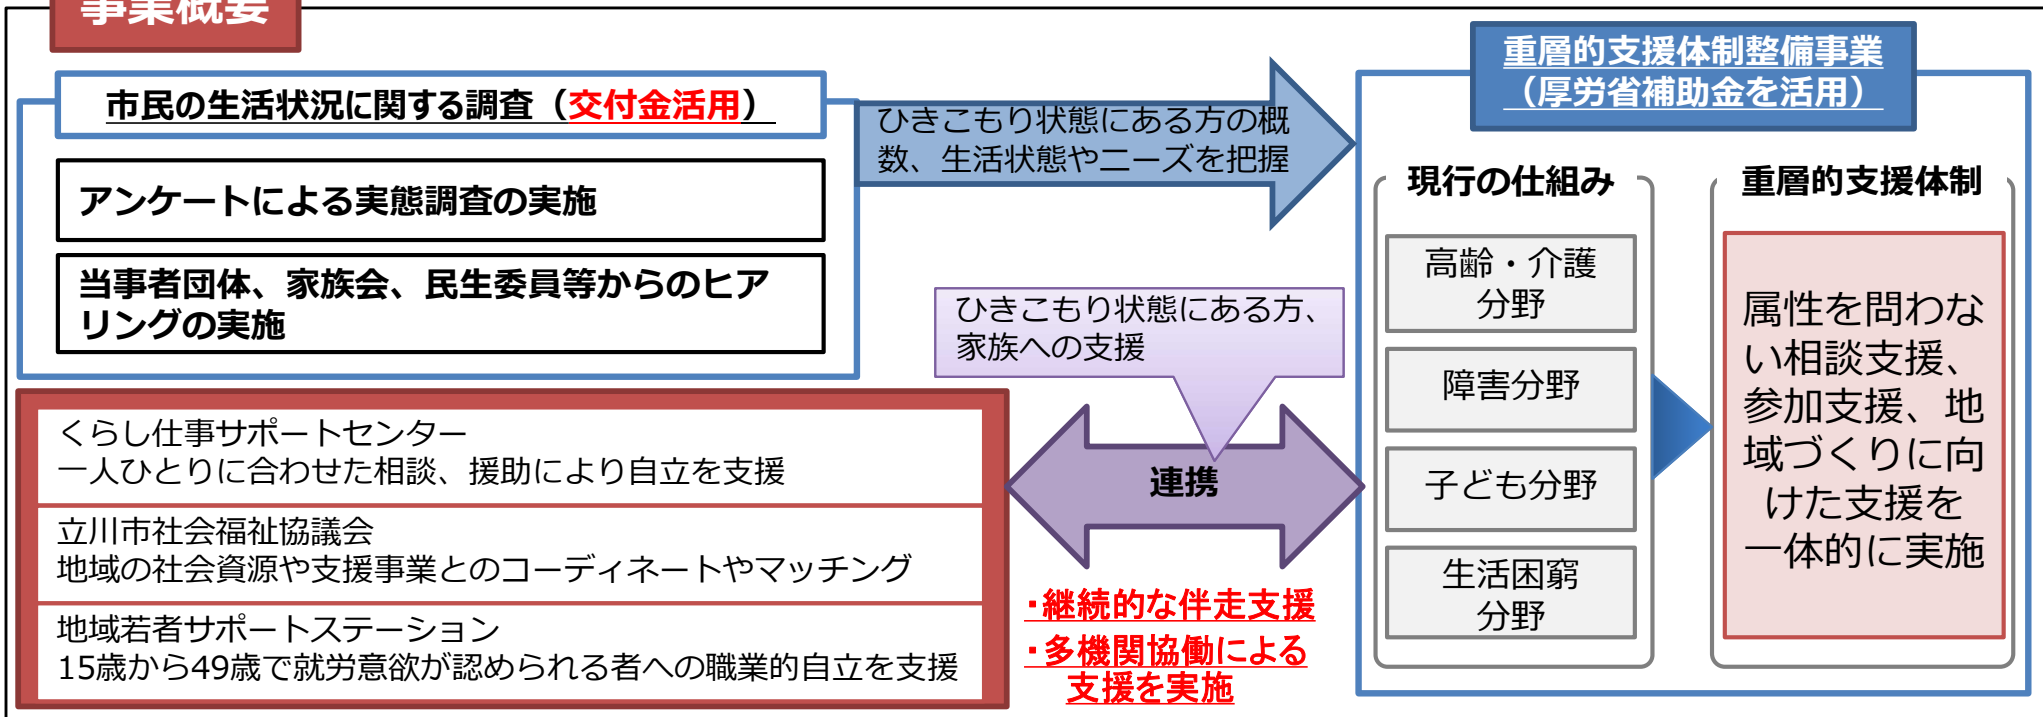 事業概要
市民の生活状況に関する調査（交付金活用）
アンケートによる実態調査の実施
当事者団体、家族会、民生委員等からのヒア
リングの実施
ひきこもり状態にある方の概
数、生活状態やニーズを把握
重層的支援体制整備事業
（厚労省補助金を活用）
現行の仕組み
高齢・介護
分野
障害分野
子ども分野
生活困窮
分野
重層的支援体制
属性を問わな
い相談支援、
参加支援、地
域づくりに向
けた支援を
一体的に実施
ひきこもり状態にある方、
家族への支援
連携
・継続的な伴走支援
・多機関協働による
支援を実施
くらし仕事サポートセンター
一人ひとりに合わせた相談、援助により自立を支援
立川市社会福祉協議会
地域の社会資源や支援事業とのコーディネートやマッチング
地域若者サポートステーション
15歳から49歳で就労意欲が認められる者への職業的自立を支援